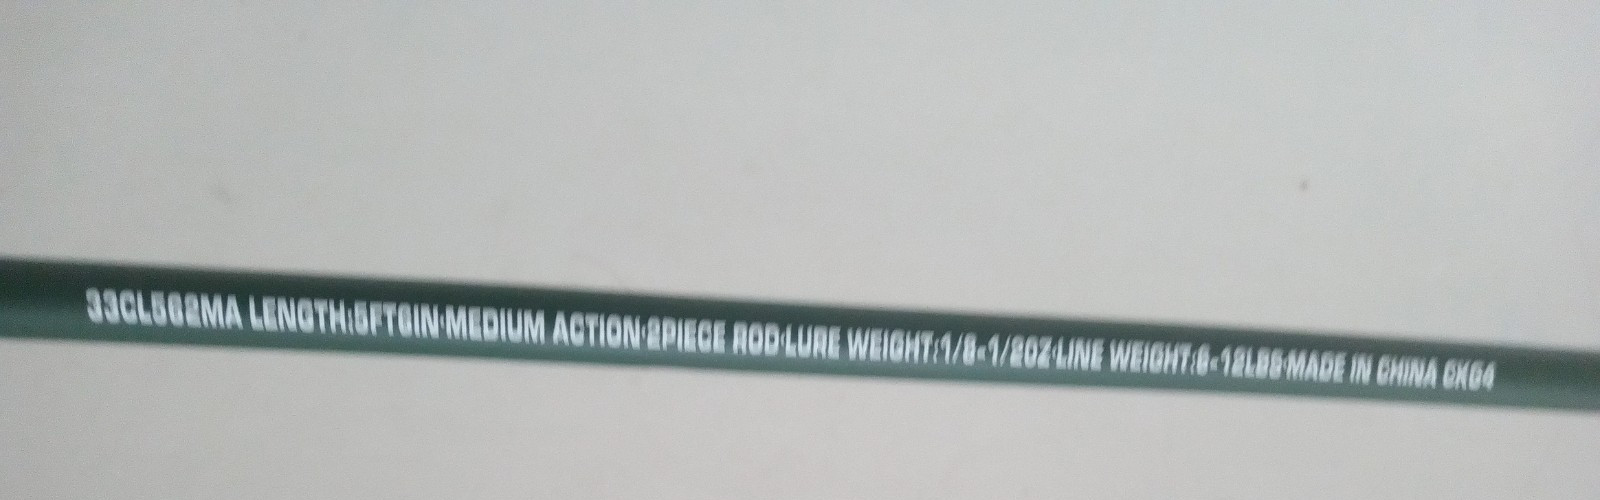 33CL562MA LENGTH:5FT6IN·MEDIUM ACTION·2PIECE ROD·LURE WEIGHT:1/8-1/2OZ·LINE WEIGHT:6-12LBS·MADE IN CHINA